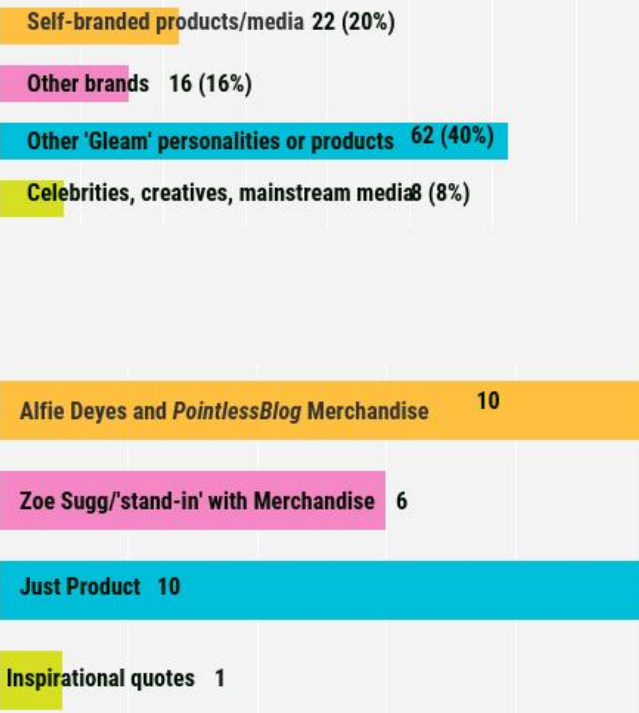 Self-branded products/media 22 (20%)
Other brands 16 (16%)
Other 'Gleam' personalities or products 62 (40%)
Celebrities, creatives, mainstream media8 (8%)
Alfie Deyes and PointlessBlog Merchandise 10
Zoe Sugg/'stand-in' with Merchandise 6
Just Product 10
Inspirational quotes 1